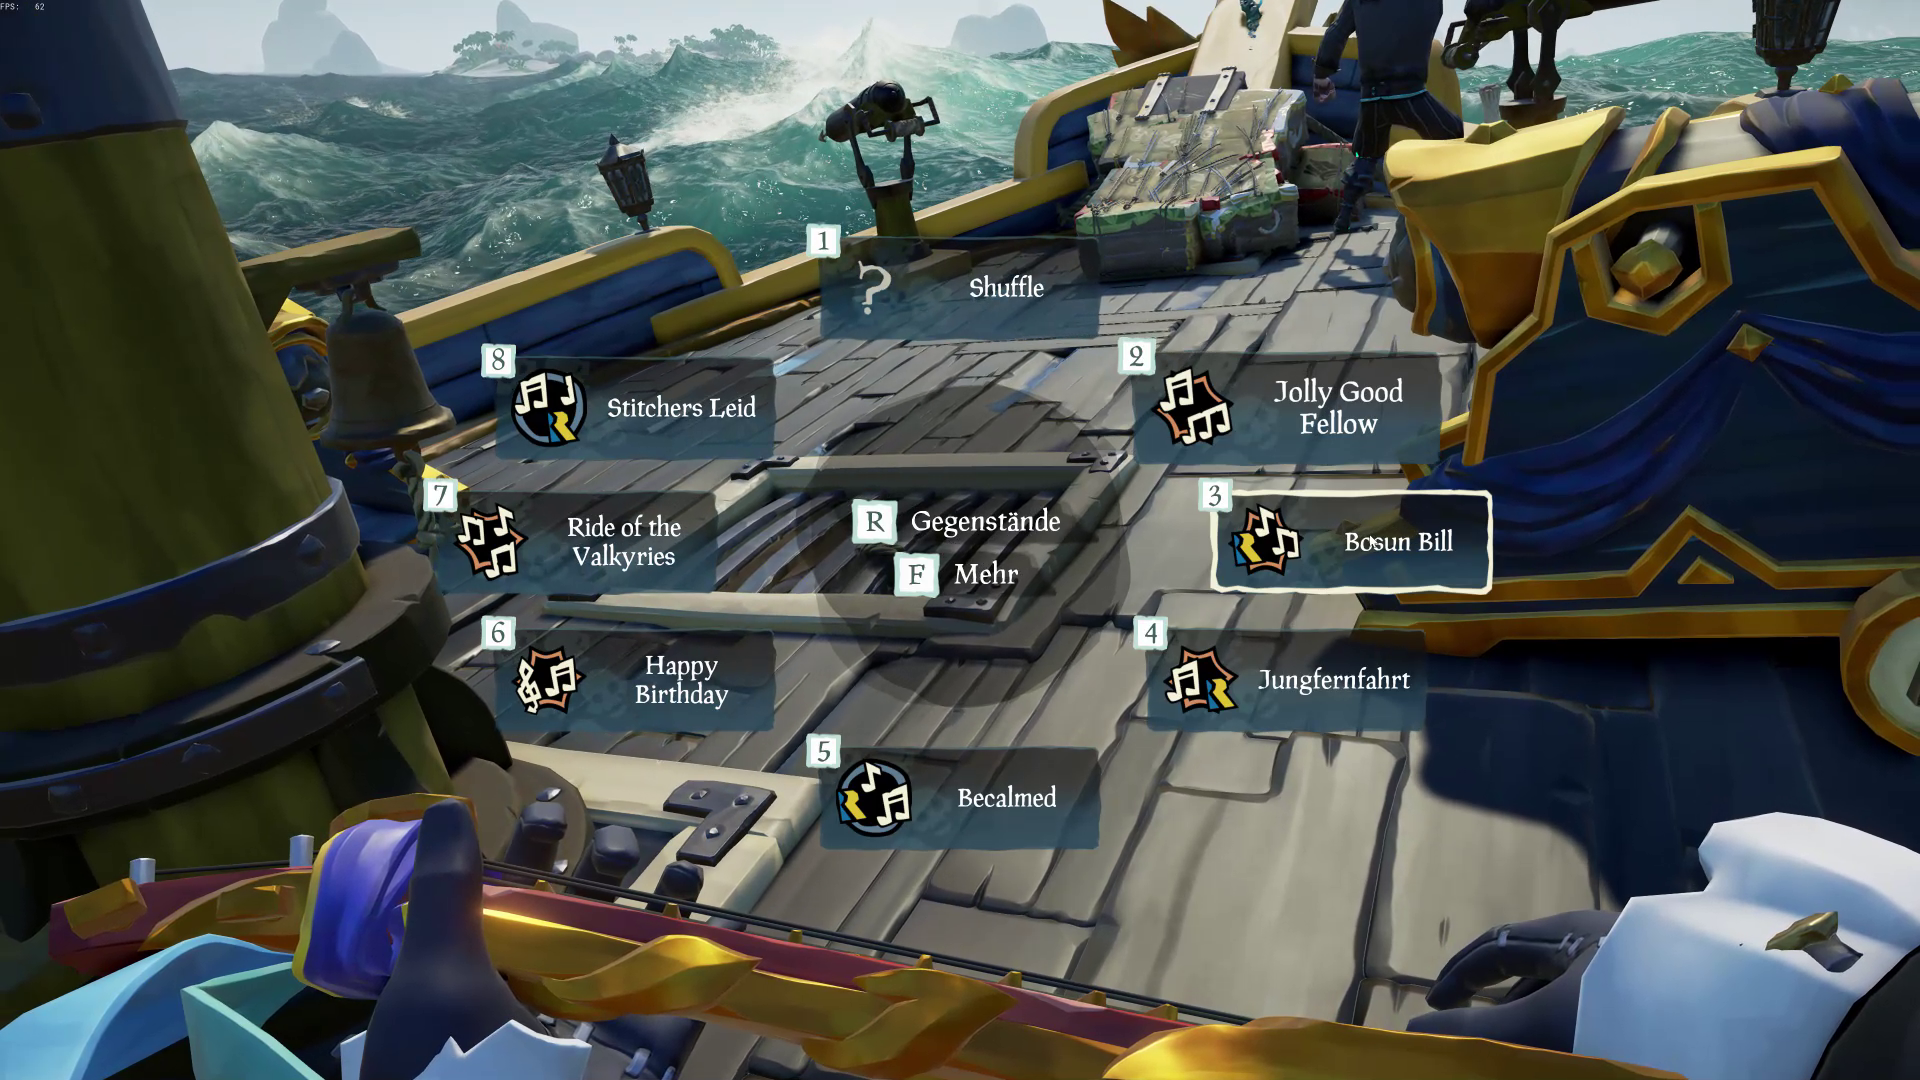 FPS: 62
1
Shuffle
8
Stitchers Leid
2
Jolly Good
Fellow
7
Ride of the
Valkyries
R Gegenstände
F Mehr
3
Bosun Bill
6
Happy
Birthday
4
Jungfernfahrt
5
Becalmed